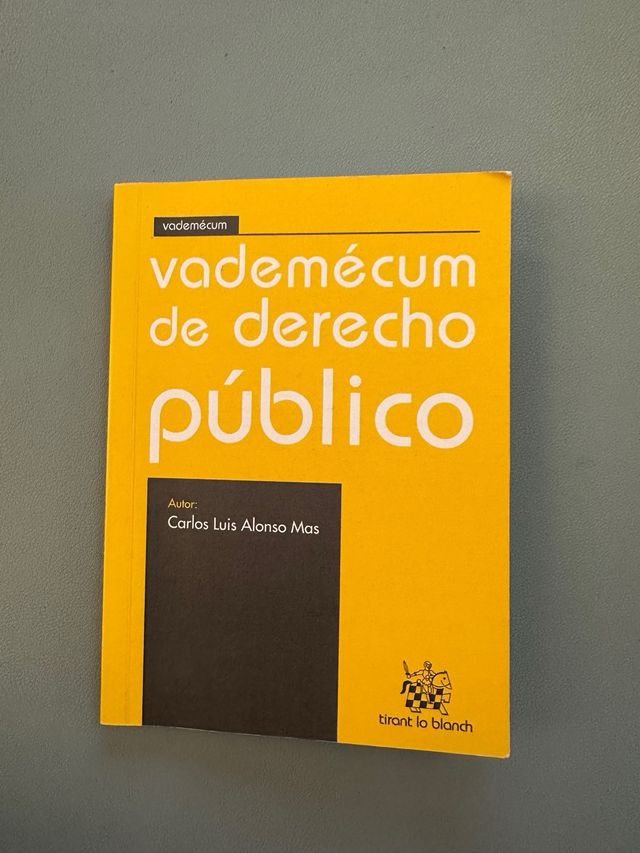 vademécum
vademécum
de derecho
público
Autor:
Carlos Luis Alonso Mas
tirant lo blanch